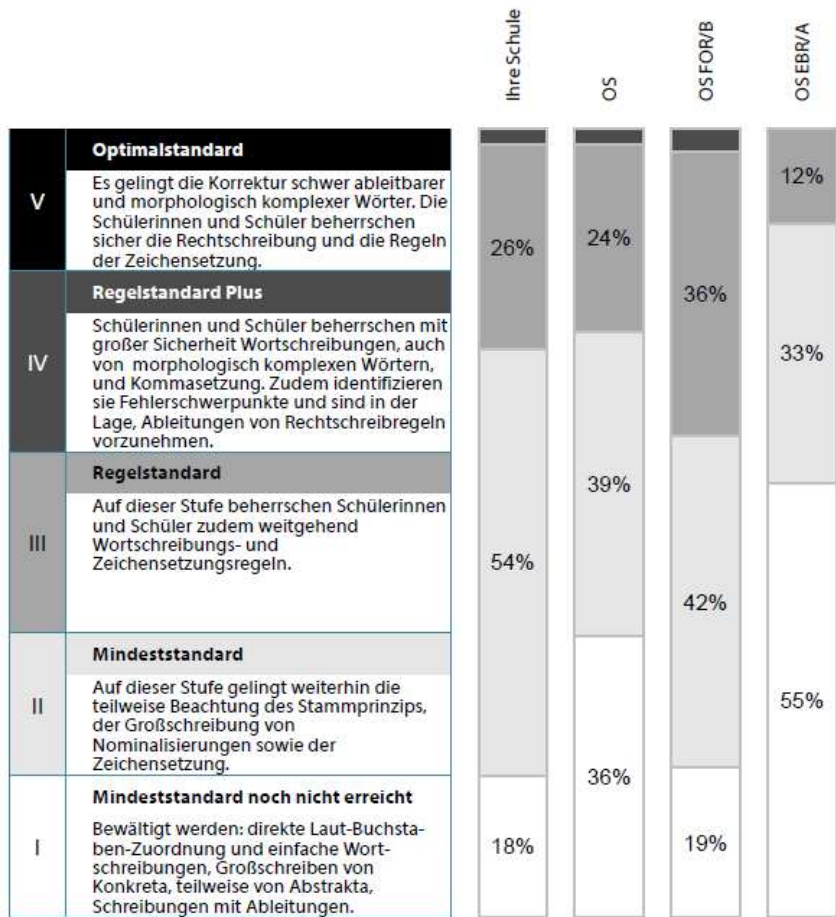 Ihre Schule
OS
OS FOR/B
OS EBR/A
V
Optimalstandard
Es gelingt die Korrektur schwer ableitbarer
und morphologisch komplexer Wörter. Die
Schülerinnen und Schüler beherrschen
sicher die Rechtschreibung und die Regeln
der Zeichensetzung.
IV
Regelstandard Plus
Schülerinnen und Schüler beherrschen mit
großer Sicherheit Wortschreibungen, auch
von morphologisch komplexen Wörtern,
und Kommasetzung. Zudem identifizieren
sie Fehlerschwerpunkte und sind in der
Lage, Ableitungen von Rechtschreibregeln
vorzunehmen.
III
Regelstandard
Auf dieser Stufe beherrschen Schülerinnen
und Schüler zudem weitgehend
Wortschreibungs- und
Zeichensetzungsregeln.
II
Mindeststandard
Auf dieser Stufe gelingt weiterhin die
teilweise Beachtung des Stammprinzips,
der Großschreibung von
Nominalisierungen sowie der
Zeichensetzung.
I
Mindeststandard noch nicht erreicht
Bewältigt werden: direkte Laut-Buchsta-
ben-Zuordnung und einfache Wort-
schreibungen, Großschreiben von
Konkreta, teilweise von Abstrakta,
Schreibungen mit Ableitungen.
26%
54%
18%
24%
39%
36%
36%
42%
19%
12%
33%
55%